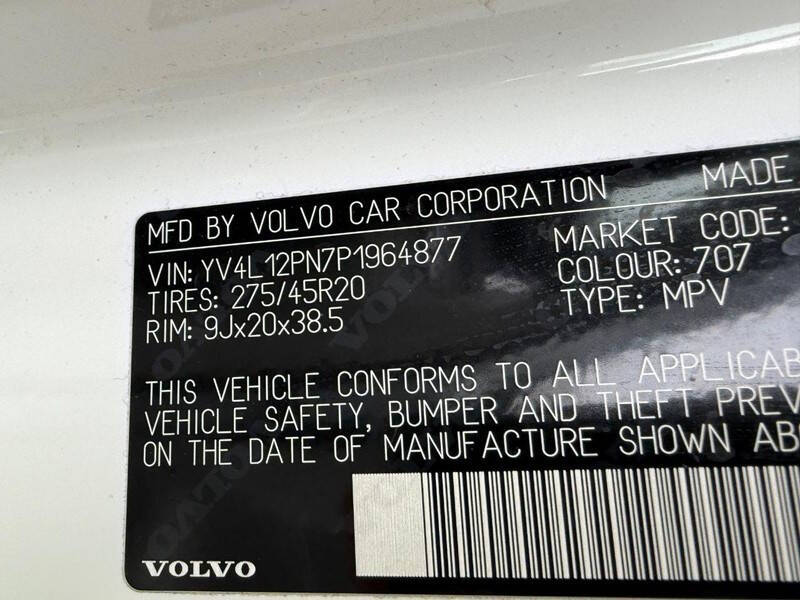 MFD BY VOLVO CAR CORPORATION MADE
VIN: YV4L12PN7P1964877 MARKET CODE:
TIRES: 275/45R20 COLOUR: 707
RIM: 9Jx20x38.5 TYPE: MPV
THIS VEHICLE CONFORMS TO ALL APPLICAB
VEHICLE SAFETY, BUMPER AND THEFT PREV
ON THE DATE OF MANUFACTURE SHOWN AB
VOLVO